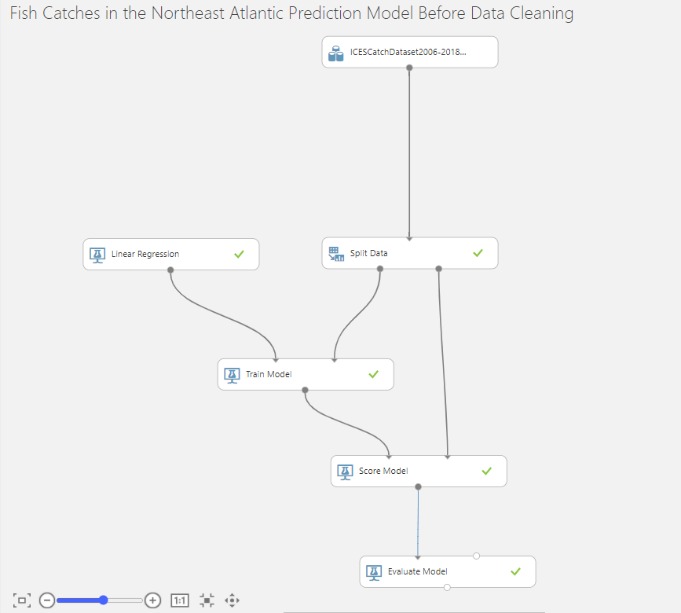 Fish Catches in the Northeast Atlantic Prediction Model Before Data Cleaning
ICESCatchDataset2006-2018...
Linear Regression
Split Data
Train Model
Score Model
Evaluate Model
1:1